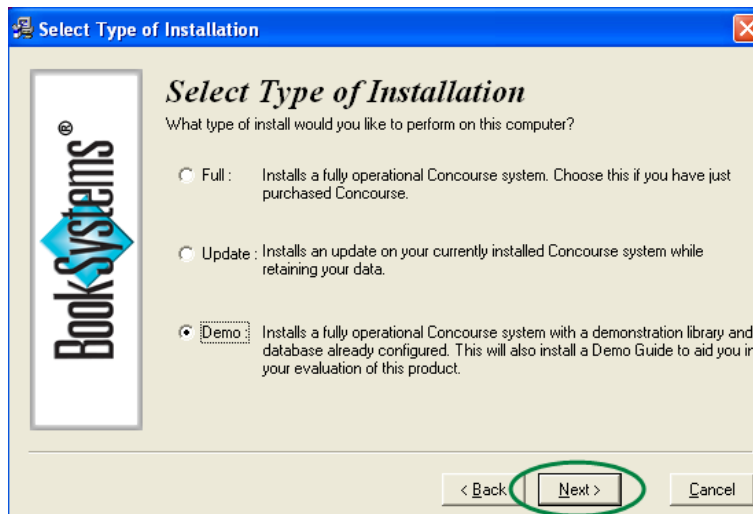 Select Type of Installation
Select Type of Installation
What type of install would you like to perform on this computer?
Full : Installs a fully operational Concourse system. Choose this if you have just
purchased Concourse.
Update : Installs an update on your currently installed Concourse system while
retaining your data.
Demo : Installs a fully operational Concourse system with a demonstration library and
database already configured. This will also install a Demo Guide to aid you in
your evaluation of this product.
BookSystems®
< Back Next > Cancel